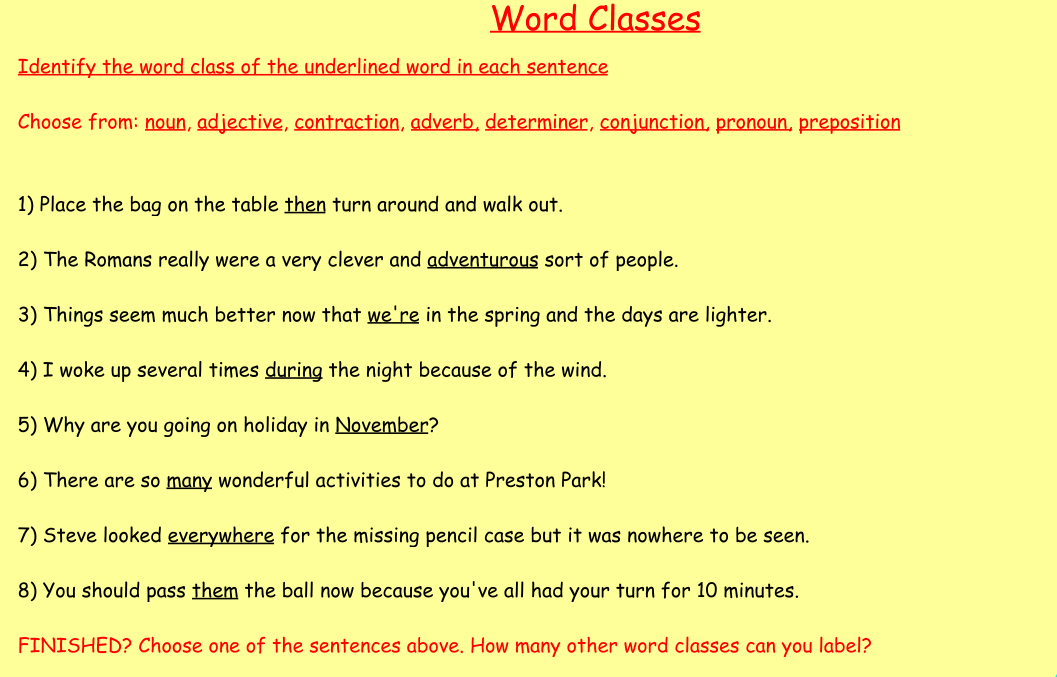 Word Classes
Identify the word class of the underlined word in each sentence
Choose from: noun, adjective, contraction, adverb, determiner, conjunction, pronoun, preposition
1) Place the bag on the table then turn around and walk out.
2) The Romans really were a very clever and adventurous sort of people.
3) Things seem much better now that we're in the spring and the days are lighter.
4) I woke up several times during the night because of the wind.
5) Why are you going on holiday in November?
6) There are so many wonderful activities to do at Preston Park!
7) Steve looked everywhere for the missing pencil case but it was nowhere to be seen.
8) You should pass them the ball now because you've all had your turn for 10 minutes.
FINISHED? Choose one of the sentences above. How many other word classes can you label?